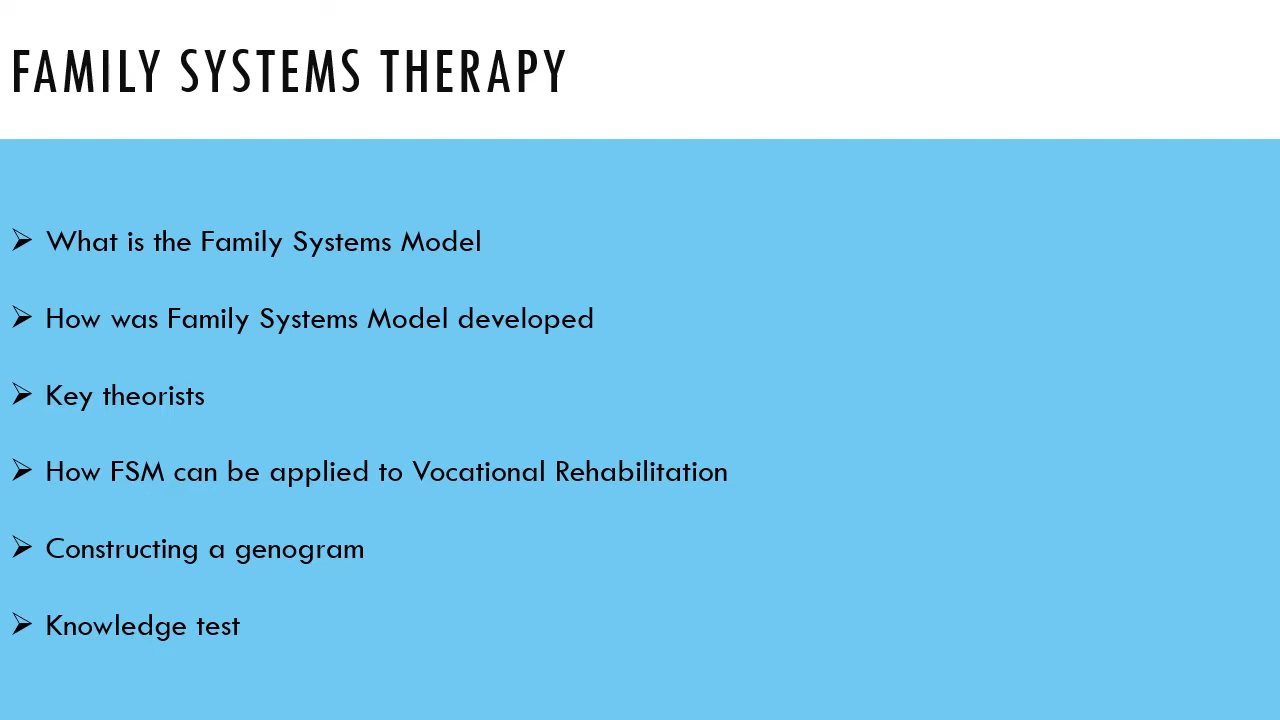 FAMILY SYSTEMS THERAPY
➢ What is the Family Systems Model
➢ How was Family Systems Model developed
➢ Key theorists
➢ How FSM can be applied to Vocational Rehabilitation
➢ Constructing a genogram
➢ Knowledge test